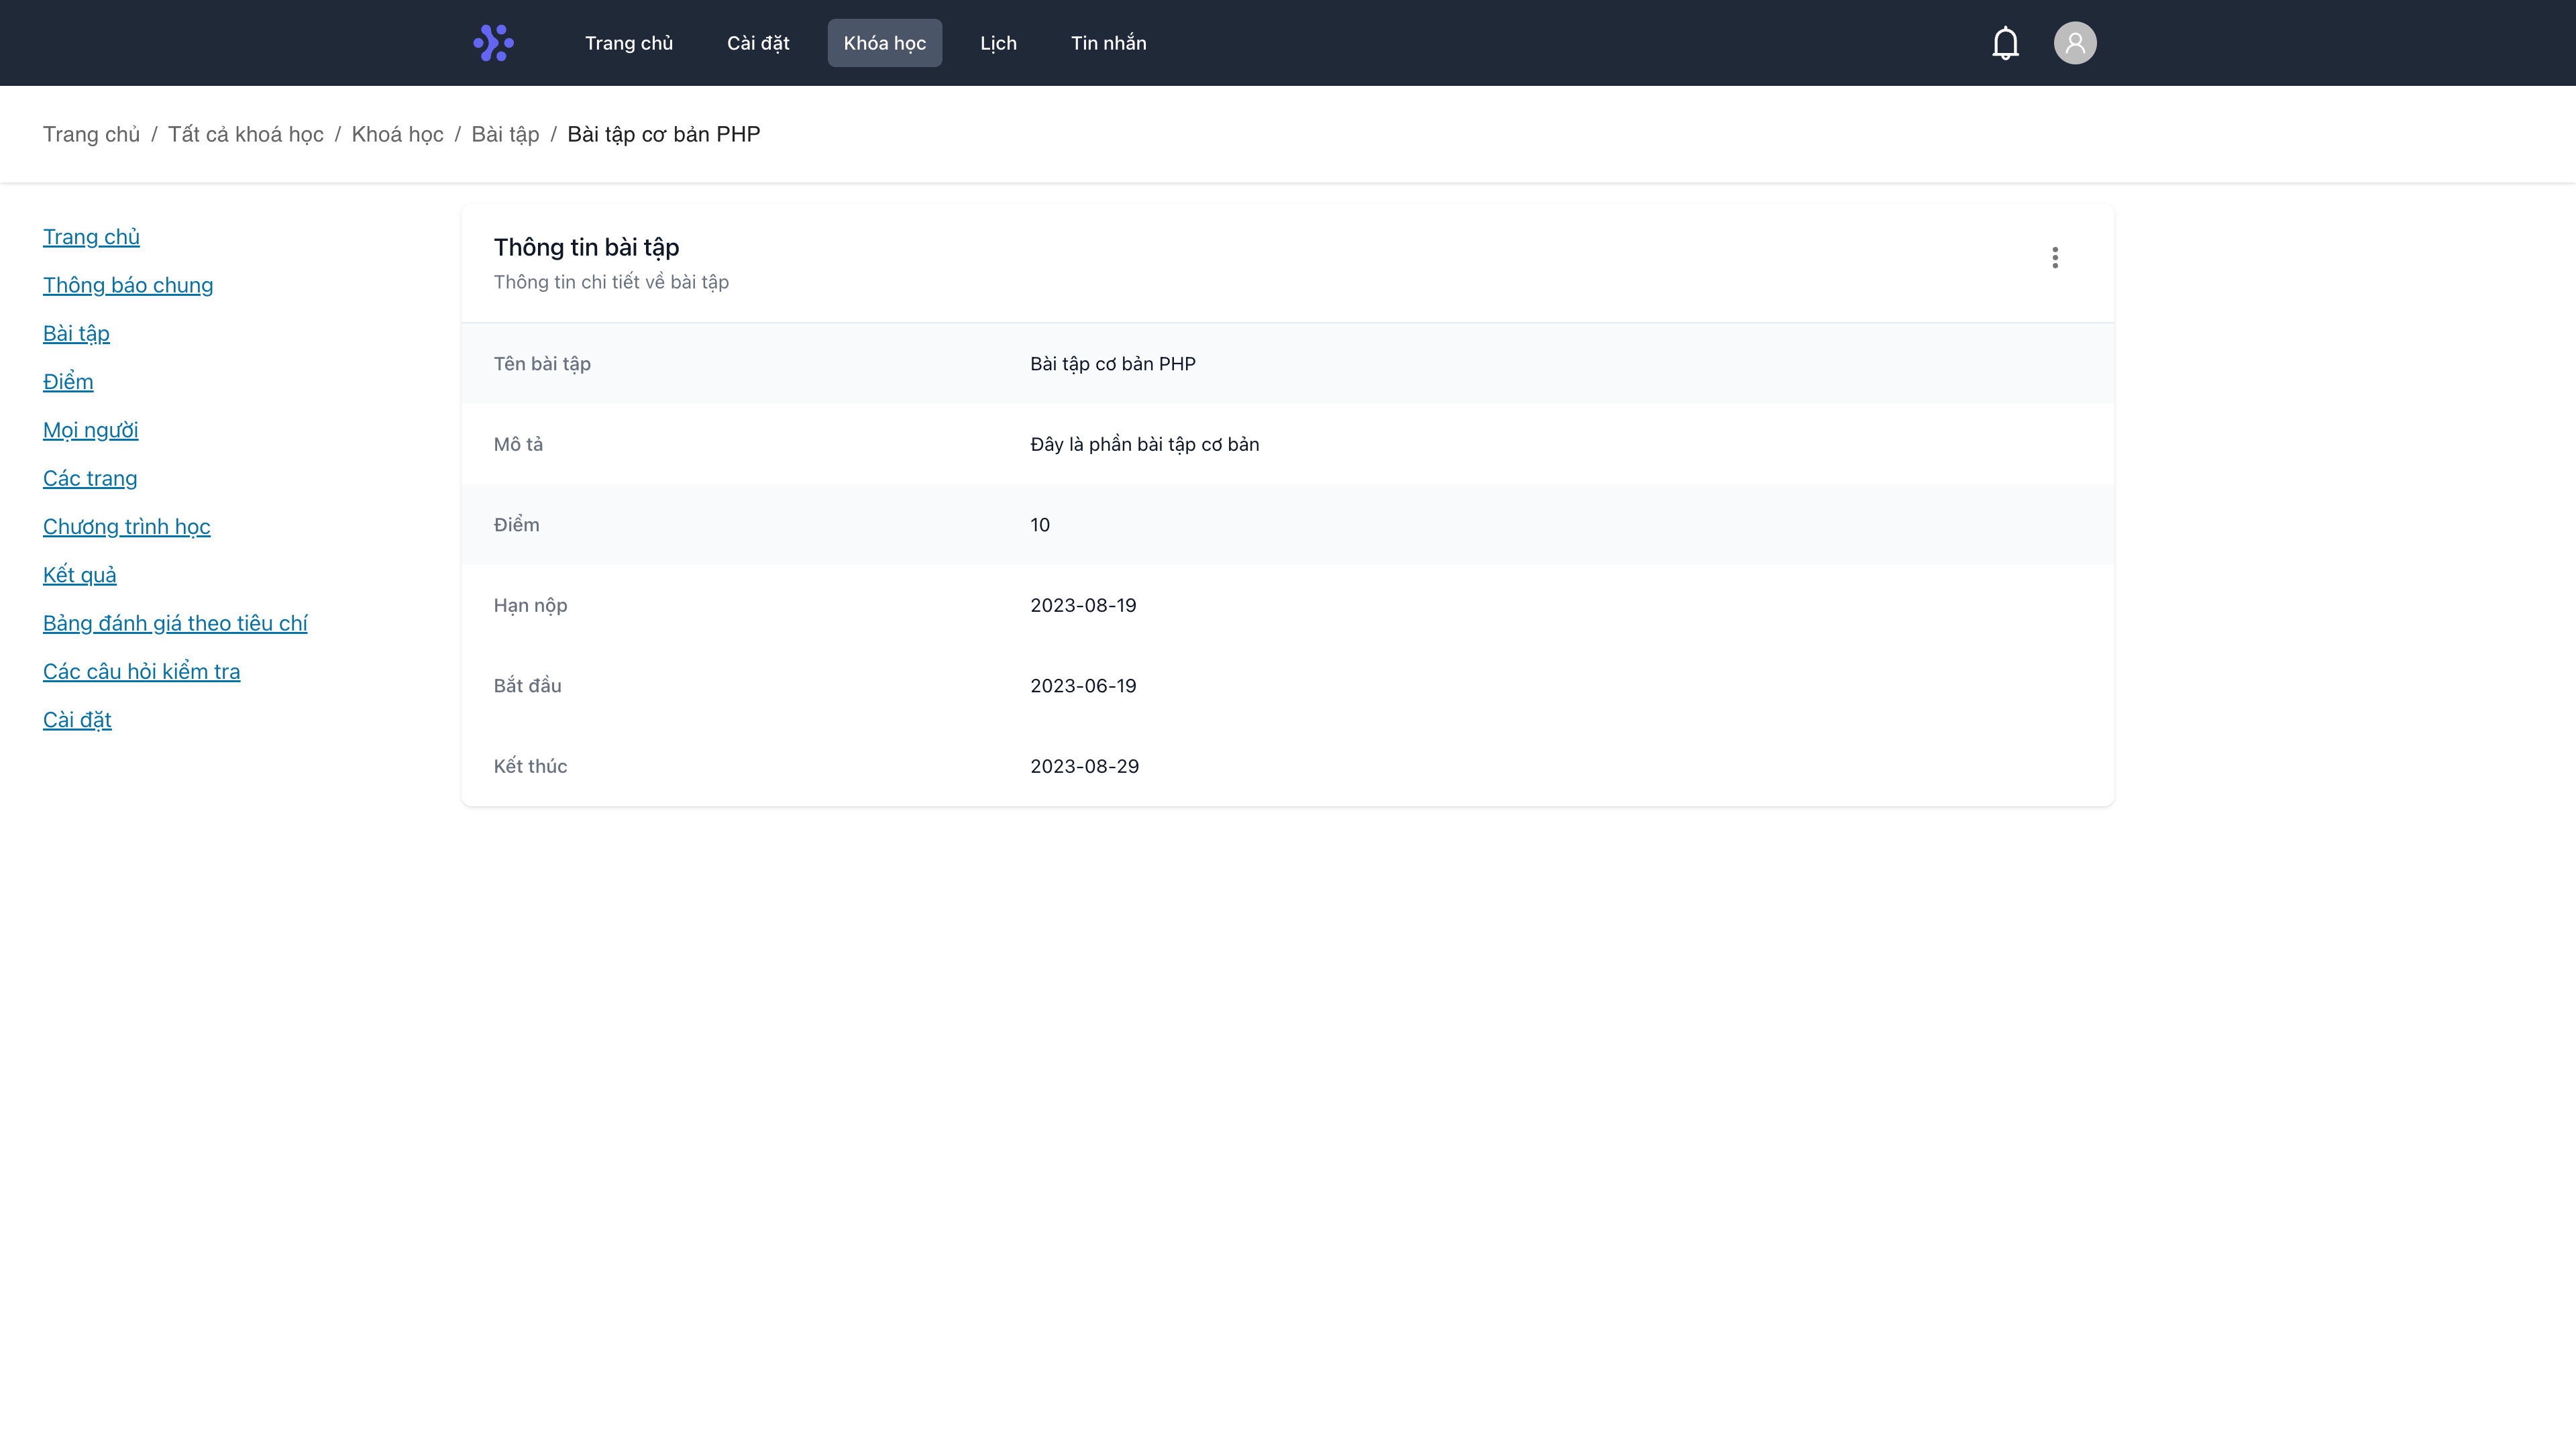 Trang chủ Cài đặt Khóa học Lịch Tin nhắn
Trang chủ / Tất cả khoá học / Khoá học / Bài tập / Bài tập cơ bản PHP
Trang chủ
Thông báo chung
Bài tập
Điểm
Mọi người
Các trang
Chương trình học
Kết quả
Bảng đánh giá theo tiêu chí
Các câu hỏi kiểm tra
Cài đặt
Thông tin bài tập
Thông tin chi tiết về bài tập
Tên bài tập Bài tập cơ bản PHP
Mô tả Đây là phần bài tập cơ bản
Điểm 10
Hạn nộp 2023-08-19
Bắt đầu 2023-06-19
Kết thúc 2023-08-29